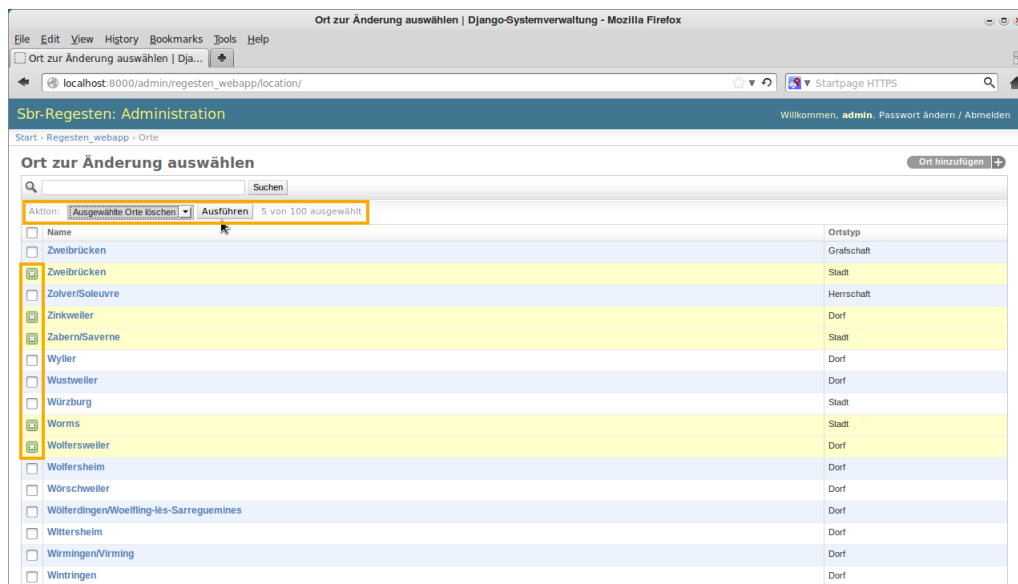 Ort zur Änderung auswählen | Django-Systemverwaltung - Mozilla Firefox
File Edit View History Bookmarks Tools Help
Ort zur Änderung auswählen | Dja...
localhost:8000/admin/regesten_webapp/location/ Startpage HTTPS
Sbr-Regesten: Administration Willkommen, admin. Passwort ändern / Abmelden
Start › Regesten_webapp › Orte
Ort zur Änderung auswählen Ort hinzufügen +
Suchen
Aktion: Ausgewählte Orte löschen Ausführen 5 von 100 ausgewählt
Name Ortstyp
Zweibrücken Grafschaft
Zweibrücken Stadt
Zolver/Soleuvre Herrschaft
Zinkweiler Dorf
Zabern/Saverne Stadt
Wyller Dorf
Wustweiler Dorf
Würzburg Stadt
Worms Stadt
Wolfersweiler Dorf
Wolfersheim Dorf
Wörschweiler Dorf
Wölferdingen/Woelfling-lès-Sarreguemines Dorf
Wittersheim Dorf
Wirmingen/Virming Dorf
Wintringen Dorf